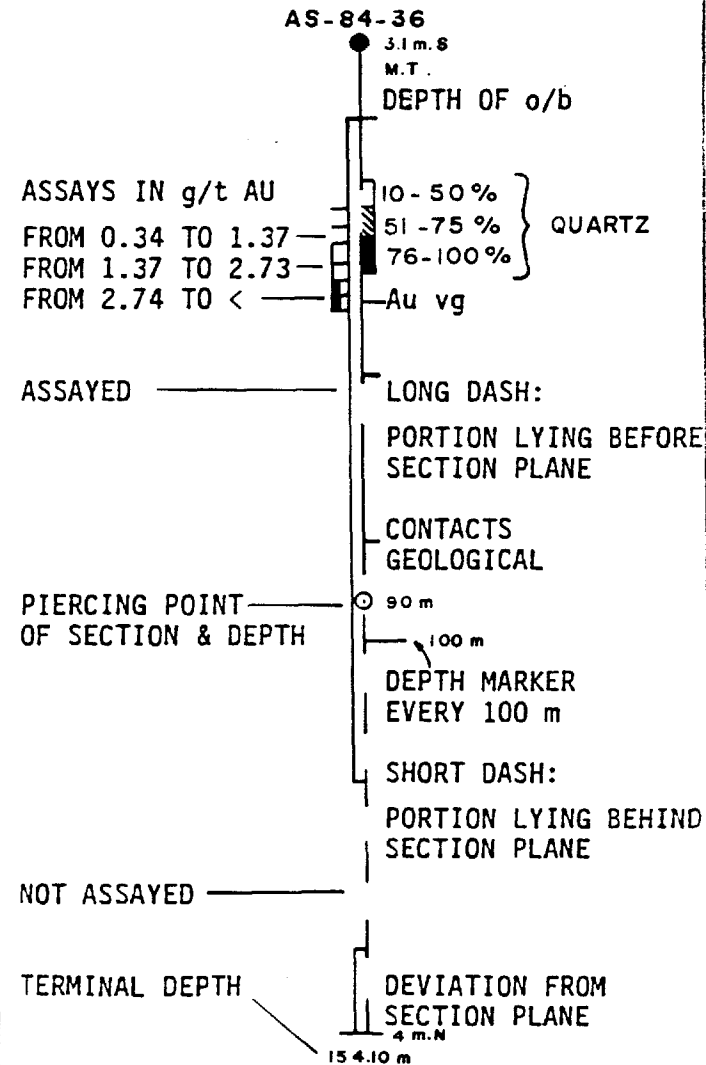 AS-84-36
3.1 m. S
M.T.
DEPTH OF o/b
ASSAYS IN g/t AU
FROM 0.34 TO 1.37
FROM 1.37 TO 2.73
FROM 2.74 TO <
10-50%
51-75%
76-100%
QUARTZ
Au vg
ASSAYED
LONG DASH:
PORTION LYING BEFORE
SECTION PLANE
CONTACTS
GEOLOGICAL
PIERCING POINT
OF SECTION & DEPTH
90 m
100 m
DEPTH MARKER
EVERY 100 m
SHORT DASH:
PORTION LYING BEHIND
SECTION PLANE
NOT ASSAYED
TERMINAL DEPTH
DEVIATION FROM
SECTION PLANE
4 m.N
154.10 m